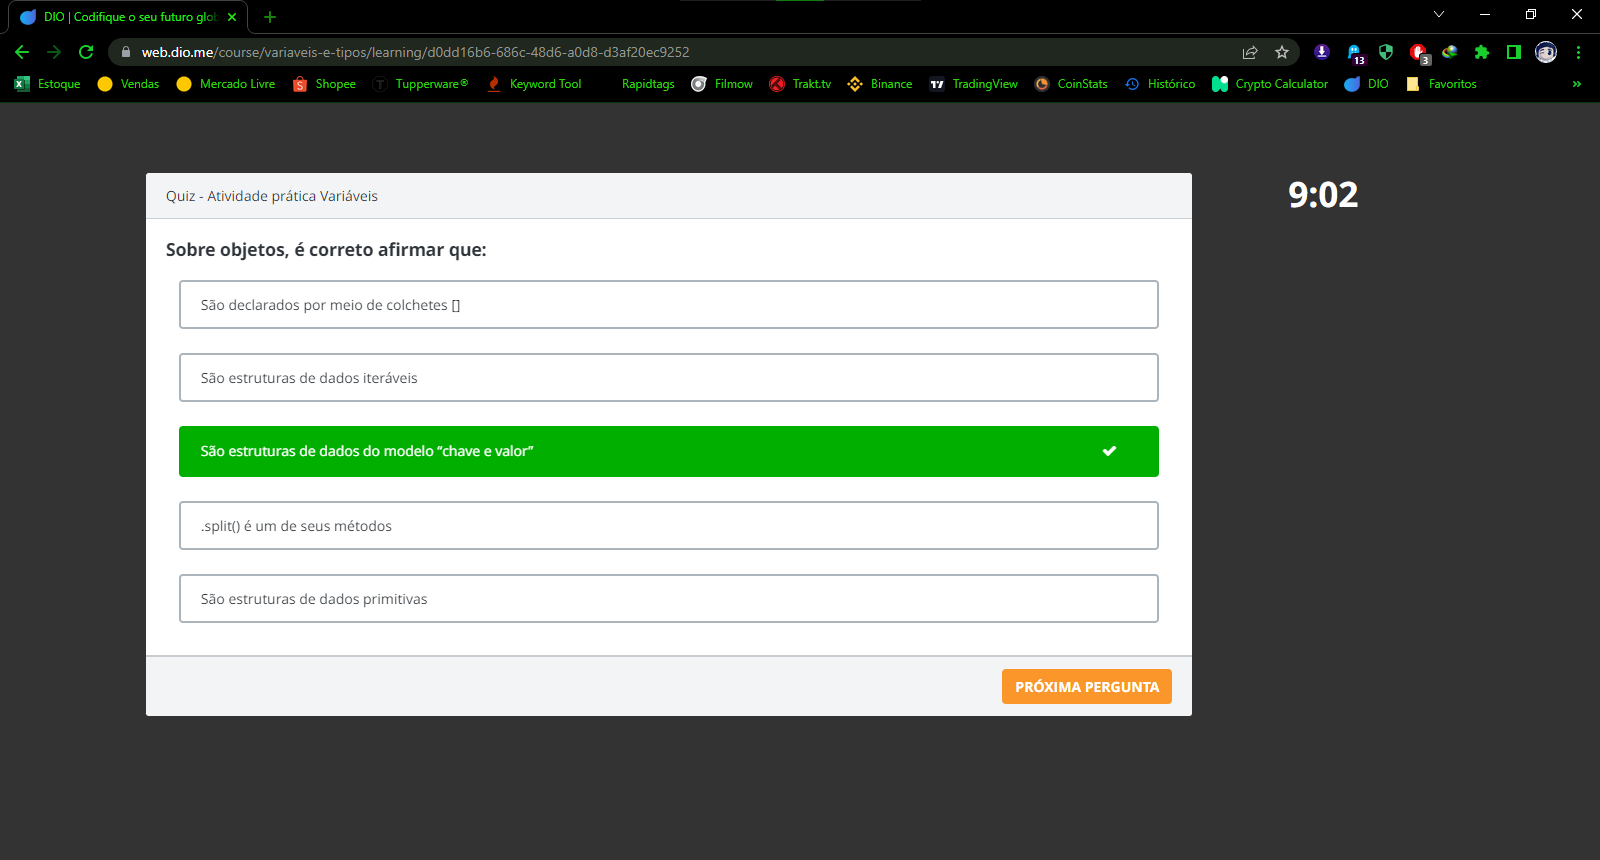 DIO | Codifique o seu futuro glob
web.dio.me/course/variaveis-e-tipos/learning/d0dd16b6-686c-48d6-a0d8-d3af20ec9252
13
3
Estoque Vendas Mercado Livre Shopee Tupperware® Keyword Tool Rapidtags Filmow Trakt.tv Binance TradingView CoinStats Histórico Crypto Calculator DIO Favoritos »
Quiz - Atividade prática Variáveis
9:02
Sobre objetos, é correto afirmar que:
São declarados por meio de colchetes []
São estruturas de dados iteráveis
São estruturas de dados do modelo “chave e valor”
.split() é um de seus métodos
São estruturas de dados primitivas
PRÓXIMA PERGUNTA